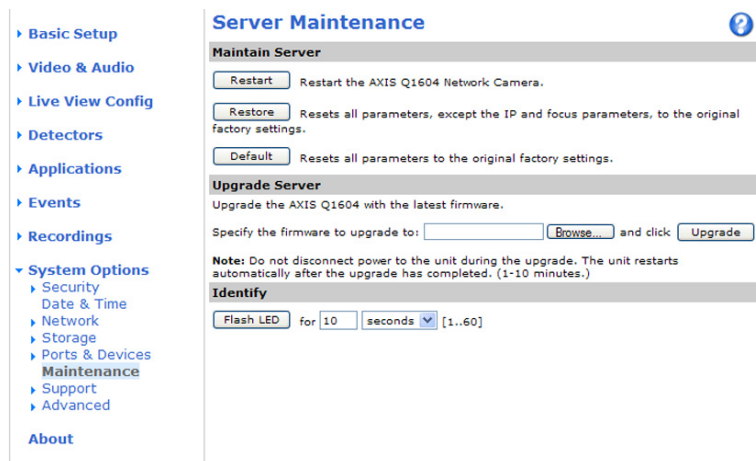 Basic Setup
Video & Audio
Live View Config
Detectors
Applications
Events
Recordings
System Options
Security
Date & Time
Network
Storage
Ports & Devices
Maintenance
Support
Advanced
About
Server Maintenance
?
Maintain Server
Restart Restart the AXIS Q1604 Network Camera.
Restore Resets all parameters, except the IP and focus parameters, to the original
factory settings.
Default Resets all parameters to the original factory settings.
Upgrade Server
Upgrade the AXIS Q1604 with the latest firmware.
Specify the firmware to upgrade to: Browse... and click Upgrade
Note: Do not disconnect power to the unit during the upgrade. The unit restarts
automatically after the upgrade has completed. (1-10 minutes.)
Identify
Flash LED for 10 seconds [1..60]